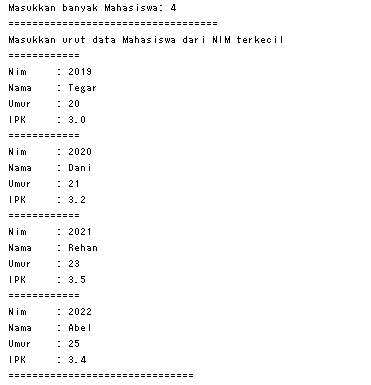 Masukkan banyak Mahasiswa: 4
===================================
Masukkan urut data Mahasiswa dari NIM terkecil
============
Nim     : 2019
Nama    : Tegar
Umur    : 20
IPK     : 3.0
============
Nim     : 2020
Nama    : Dani
Umur    : 21
IPK     : 3.2
============
Nim     : 2021
Nama    : Rehan
Umur    : 23
IPK     : 3.5
============
Nim     : 2022
Nama    : Abel
Umur    : 25
IPK     : 3.4
===============================